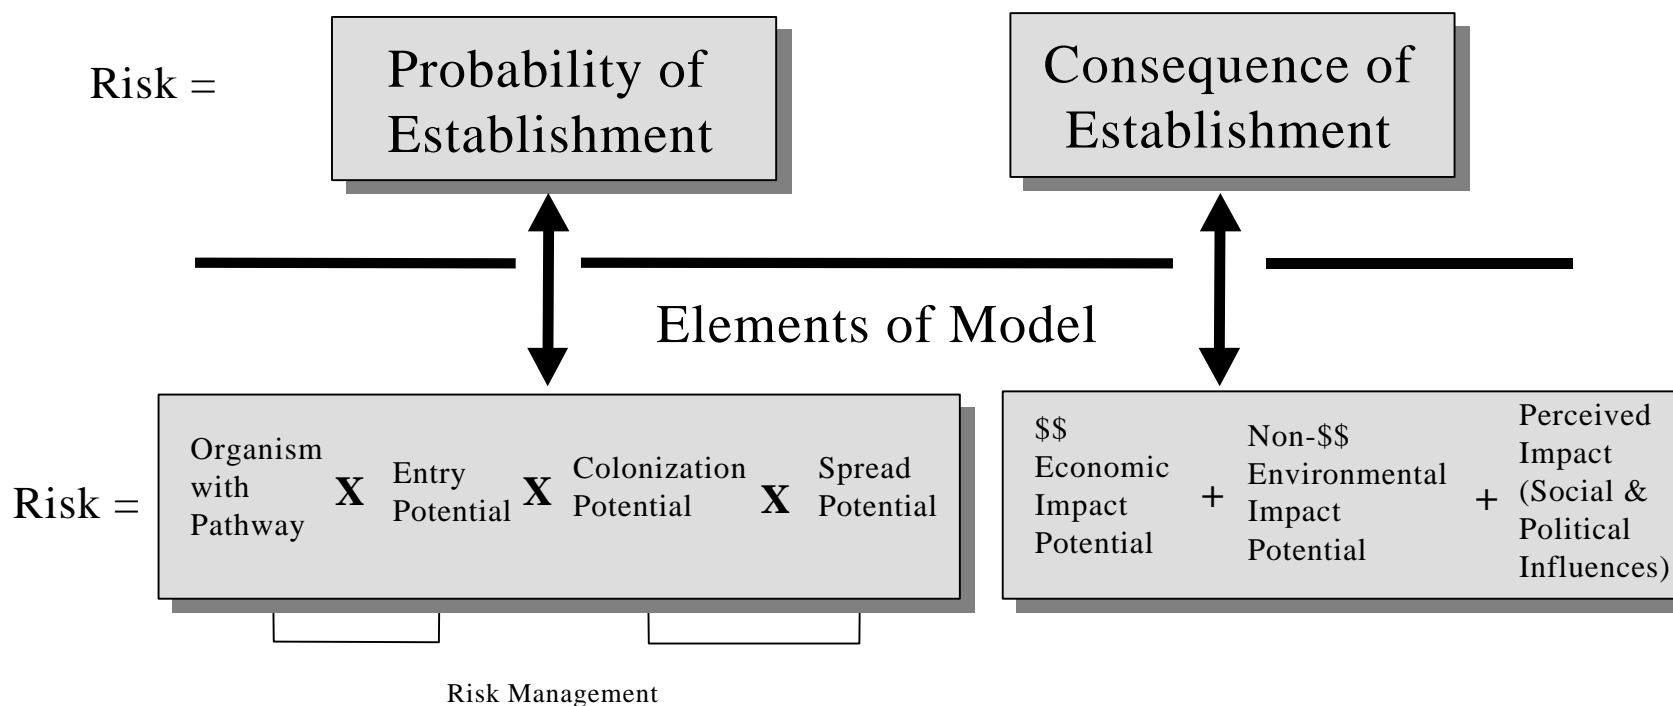 Risk =
Probability of
Establishment
Consequence of
Establishment
Elements of Model
Risk =
Organism
with
Pathway
X
Entry
Potential
X
Colonization
Potential
X
Spread
Potential
$$
Economic
Impact
Potential
+
Non-$$
Environmental
Impact
Potential
+
Perceived
Impact
(Social &
Political
Influences)
Risk Management